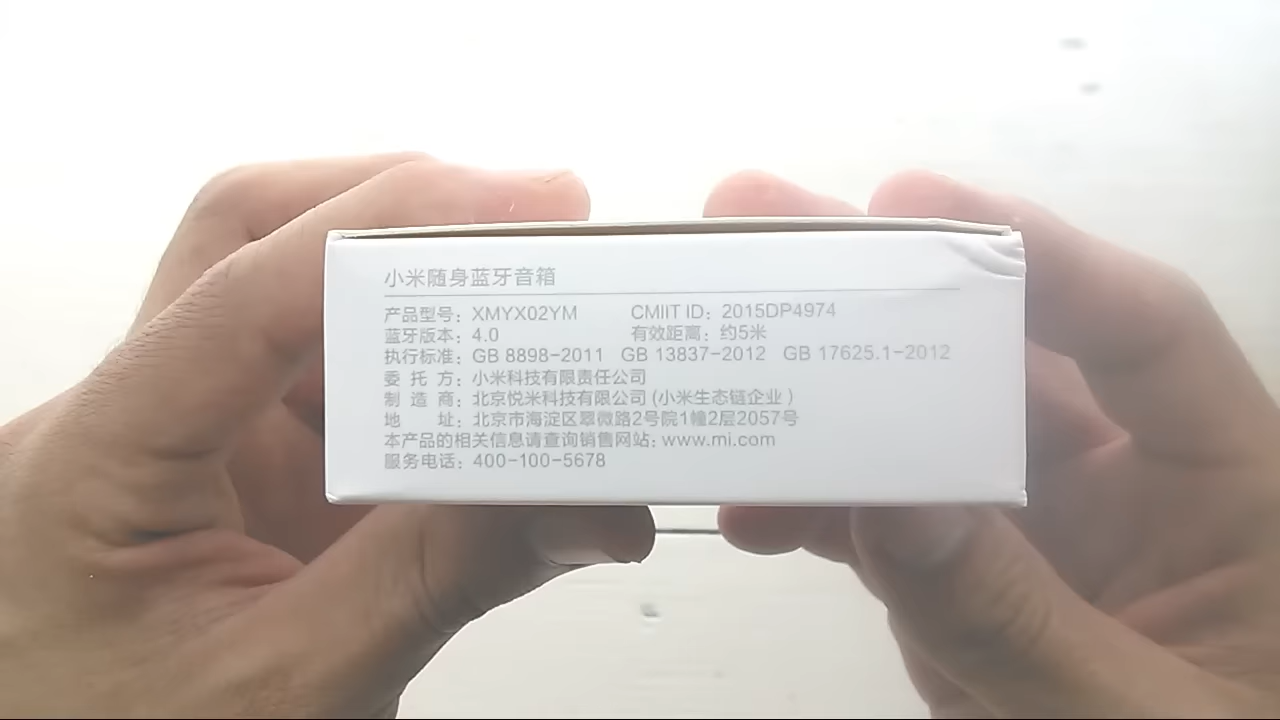 小米随身蓝牙音箱
产品型号：XMYX02YM CMIIT ID：2015DP4974
蓝牙版本：4.0 有效距离：约5米
执行标准：GB 8898-2011 GB 13837-2012 GB 17625.1-2012
委 托 方：小米科技有限责任公司
制 造 商：北京悦米科技有限公司 (小米生态链企业 )
地 址：北京市海淀区翠微路2号院1幢2层2057号
本产品的相关信息请查询销售网站：www.mi.com
服务电话：400-100-5678